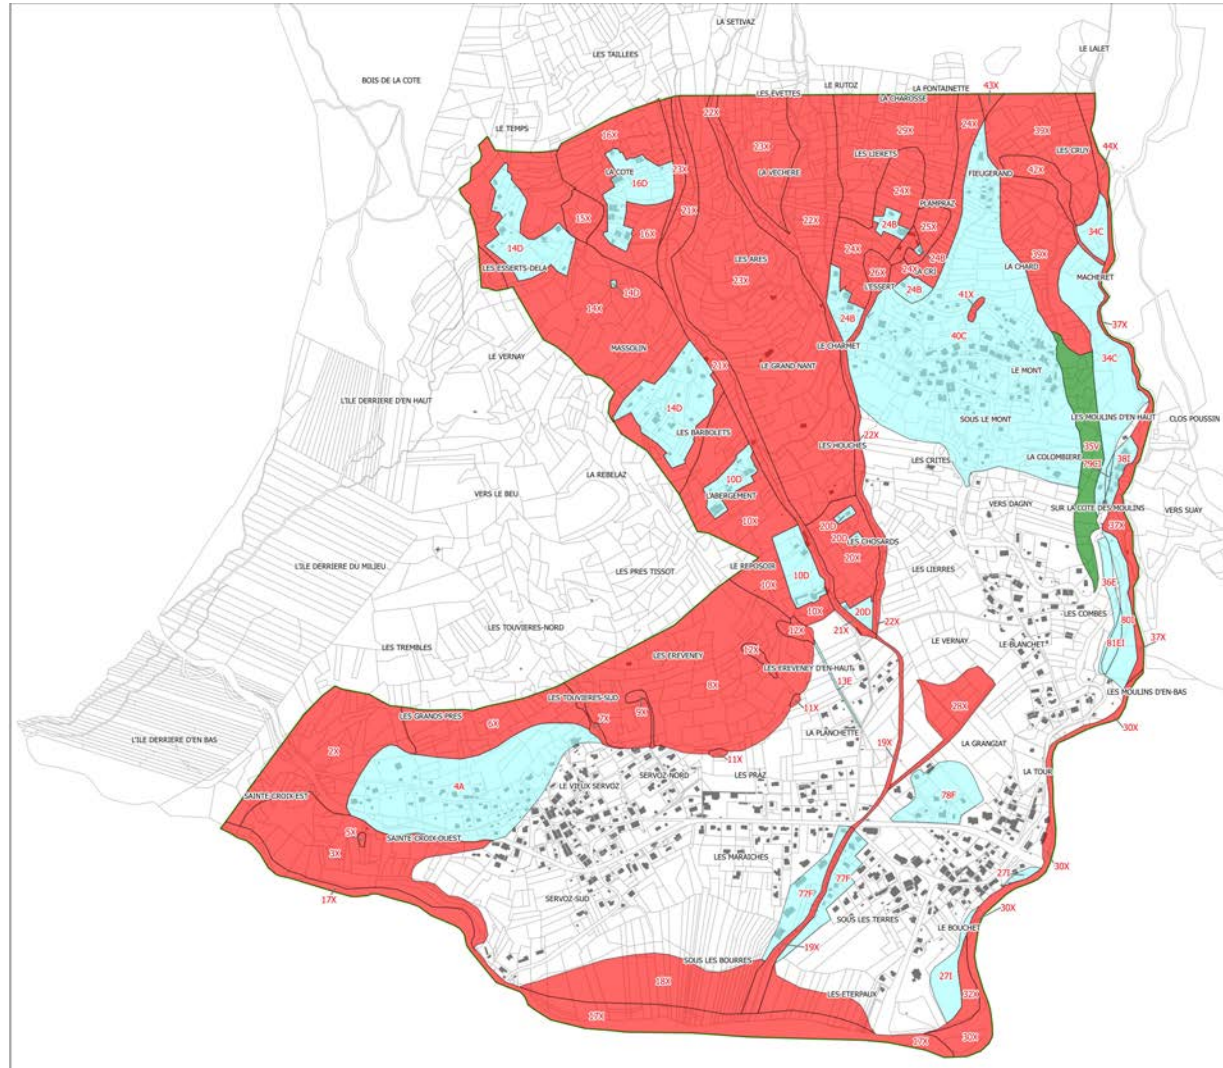 LA SETIVAZ
LE LALET
LES TAILLEES
BOIS DE LA COTE
LE RUTOZ
LA FONTAINETTE
43X
LES EVETTES
LA CHAROSSE
22X
LE TEMPS
16X
29X
24X
39X
23X
LES CRUY
44X
LES LIERETS
LA COTE
23X
LA VECHERE
FIEUGERAND
42X
16D
24X
PLAMPRAZ
21X
15X
22X
24B
25X
34C
16X
14D
24X
LES ARES
24B
LES ESSERTS-DELA
24X
LA CRI
LA CHARD
39X
26X
MACHERET
23X
L'ESSERT
24B
14D
41X
14X
24B
37X
40C
MASSOLIN
LE CHARMET
34C
LE VERNAY
21X
LE GRAND NANT
LE MONT
L'ILE DERRIERE D'EN HAUT
14D
SOUS LE MONT
LES MOULINS D'EN HAUT
CLOS POUSSIN
LES BARBOLETS
22X
LES HOUCHES
35V
LES CRITES
LA COLOMBIERE
38I
LA REBELAZ
10D
VERS LE BEU
L'ABERGEMENT
VERS DAGNY
SUR LA COTE DES MOULINS
VERS SUAY
10X
20D
37X
20D
LES CHOSARDS
20X
LES LIERRES
L'ILE DERRIERE DU MILIEU
LE REPOSOIR
LES PRES TISSOT
10D
36E
10X
10X
20D
LES COMBES
80I
LES TOUVIERES-NORD
12X
21X
22X
LE VERNAY
LE BLANCHET
81EI
37X
LES TREMBLES
12X
LES EREVENEY
LES EREVENEY D'EN-HAUT
13E
8X
LES MOULINS D'EN-BAS
LES TOUVIERES-SUD
11X
28X
9X
LES GRANDS PRES
6X
7X
30X
L'ILE DERRIERE D'EN BAS
LA PLANCHETTE
19X
LA GRANGIAT
2X
11X
LA TOUR
SERVOZ-NORD
LES PRAZ
4A
LE VIEUX SERVOZ
SAINTE-CROIX-EST
78F
5X
SAINTE-CROIX-OUEST
3X
LES MARAICHES
30X
27I
77F
77F
17X
SERVOZ-SUD
30X
SOUS LES TERRES
LE BOUCHET
19X
SOUS LES BOURRES
27I
18X
LES-ETERPAUX
32X
17X
17X
30X